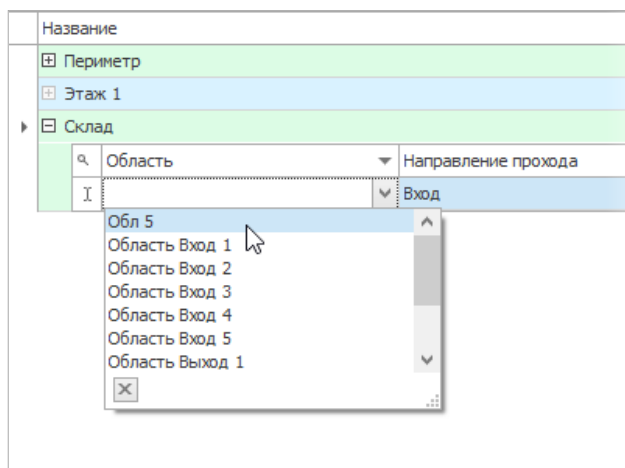 Название
Периметр
Этаж 1
Склад
Область Направление прохода
Вход
Обл 5
Область Вход 1
Область Вход 2
Область Вход 3
Область Вход 4
Область Вход 5
Область Выход 1